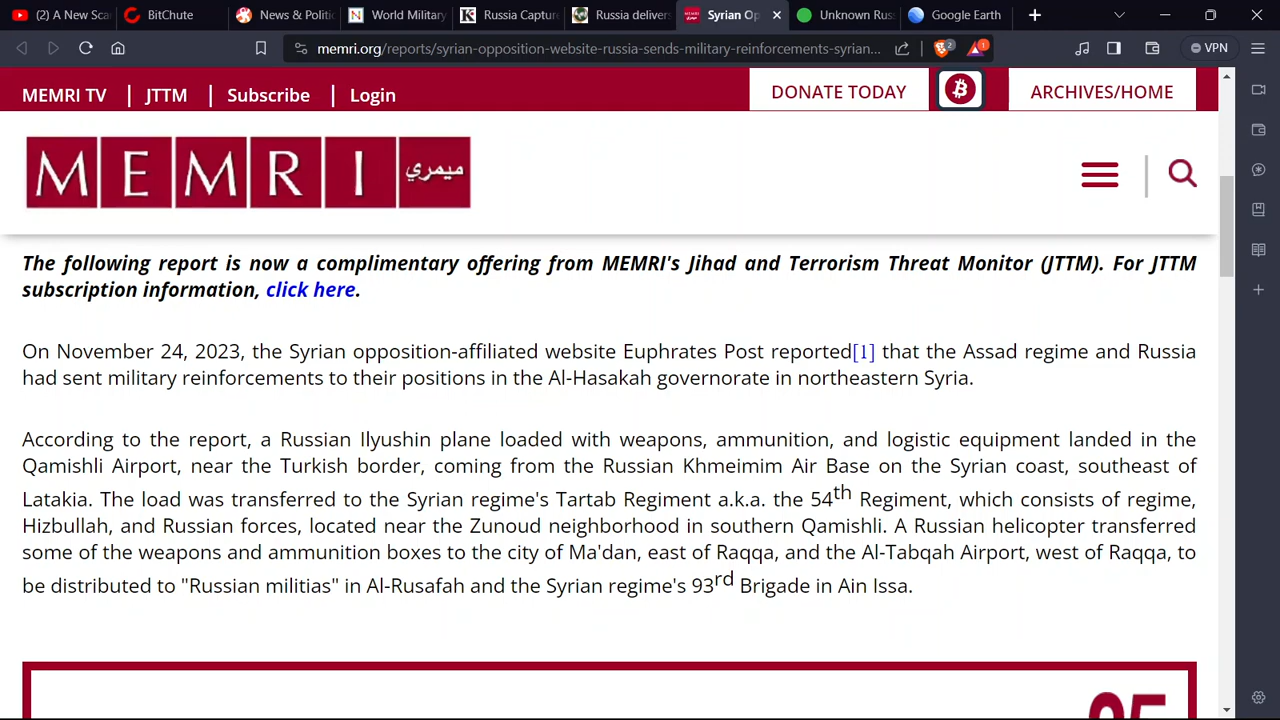 (2) A New Sca
BitChute
News & Politi
World Military
Russia Captur
Russia deliver
Syrian Op
Unknown Rus
Google Earth
memri.org/reports/syrian-opposition-website-russia-sends-military-reinforcements-syrian...
2
1
VPN
MEMRI TV | JTTM | Subscribe | Login
DONATE TODAY
ARCHIVES/HOME
MEMRI ميمري
The following report is now a complimentary offering from MEMRI's Jihad and Terrorism Threat Monitor (JTTM). For JTTM
subscription information, click here.
On November 24, 2023, the Syrian opposition-affiliated website Euphrates Post reported[1] that the Assad regime and Russia
had sent military reinforcements to their positions in the Al-Hasakah governorate in northeastern Syria.
According to the report, a Russian Ilyushin plane loaded with weapons, ammunition, and logistic equipment landed in the
Qamishli Airport, near the Turkish border, coming from the Russian Khmeimim Air Base on the Syrian coast, southeast of
Latakia. The load was transferred to the Syrian regime's Tartab Regiment a.k.a. the 54th Regiment, which consists of regime,
Hizbullah, and Russian forces, located near the Zunoud neighborhood in southern Qamishli. A Russian helicopter transferred
some of the weapons and ammunition boxes to the city of Ma'dan, east of Raqqa, and the Al-Tabqah Airport, west of Raqqa, to
be distributed to "Russian militias" in Al-Rusafah and the Syrian regime's 93rd Brigade in Ain Issa.